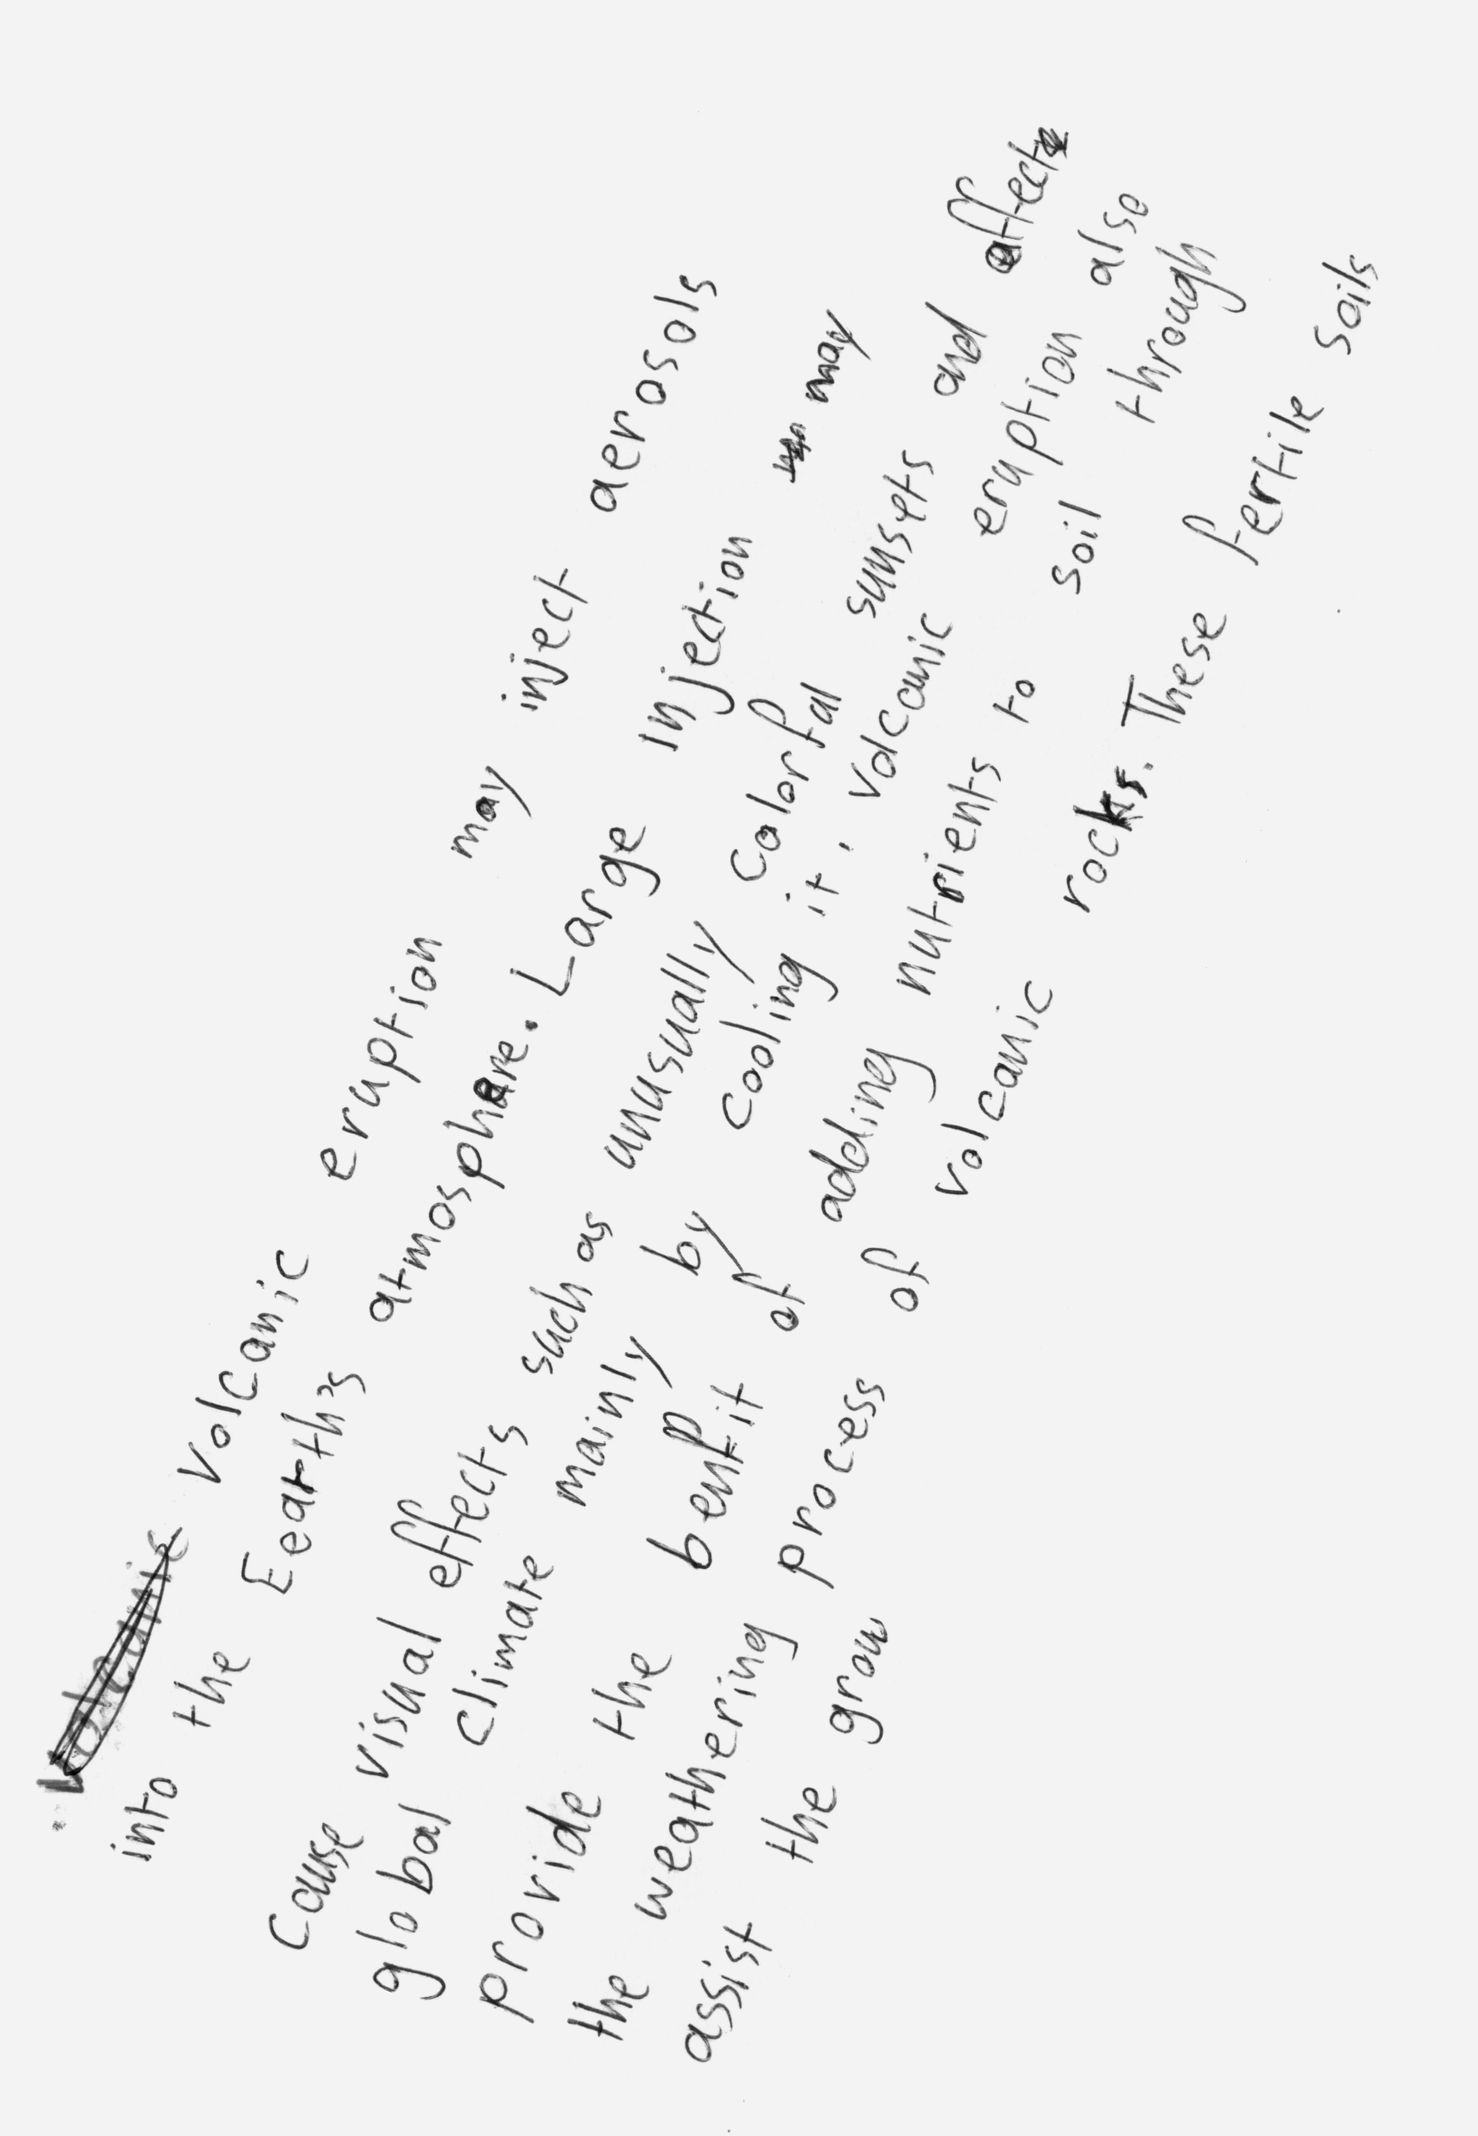 Volcanic eruption may inject aerosols
into the Eearth's atmosphere. Large injection may
cause visual effects such as unusually colorful sunsets and affect
global climate mainly by cooling it. Volcanic eruption also
provide the benfit of adding nutrients to soil through
the weathering process of volcanic rocks. These fertile soils
assist the grow